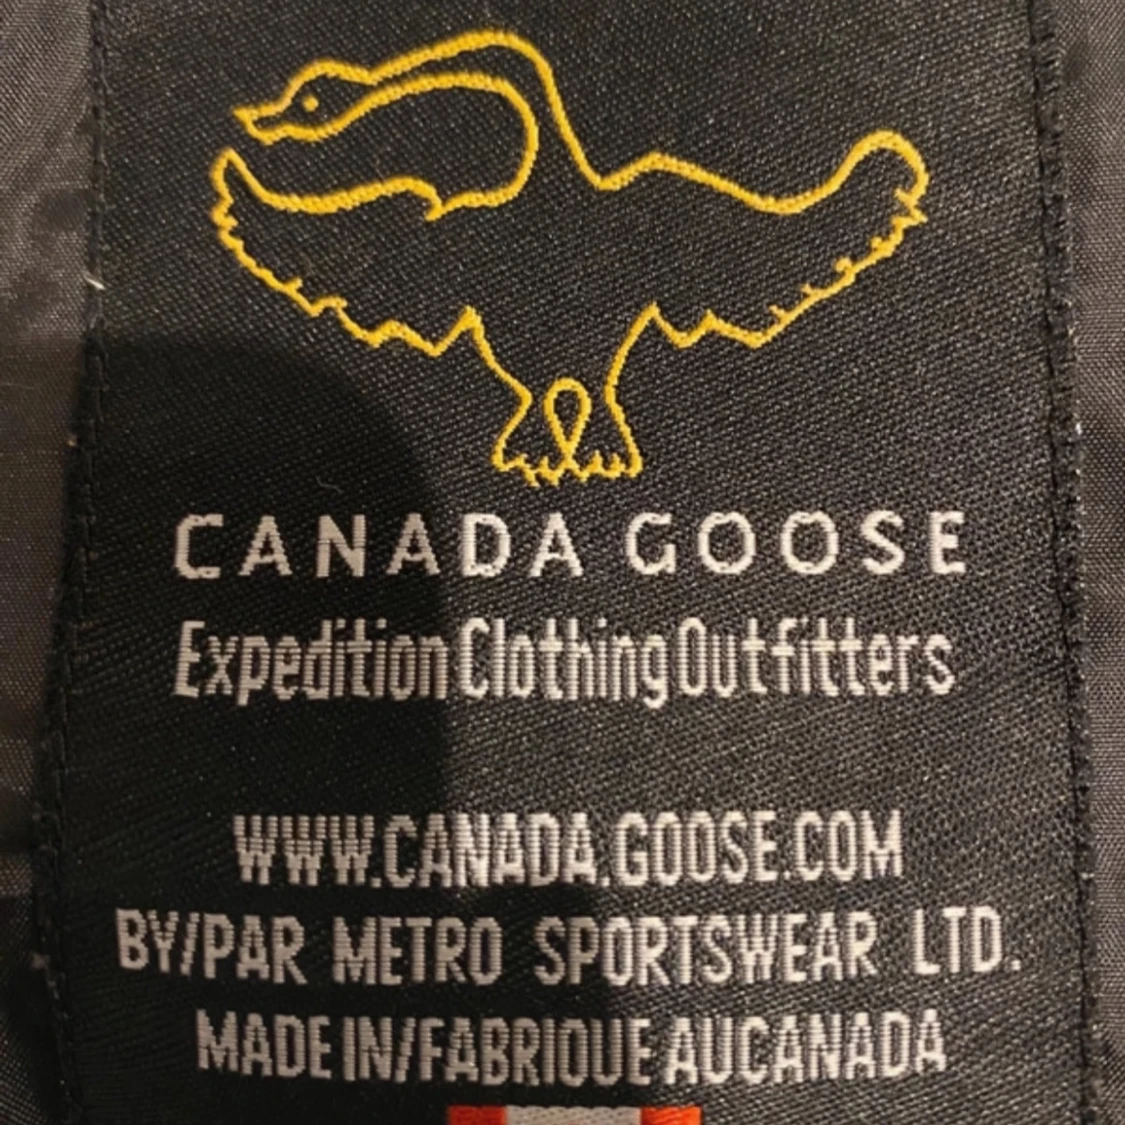 CANADA GOOSE
Expedition Clothing Outfitters
WWW.CANADA.GOOSE.COM
BY/PAR METRO SPORTSWEAR LTD.
MADE IN/FABRIQUE AU CANADA